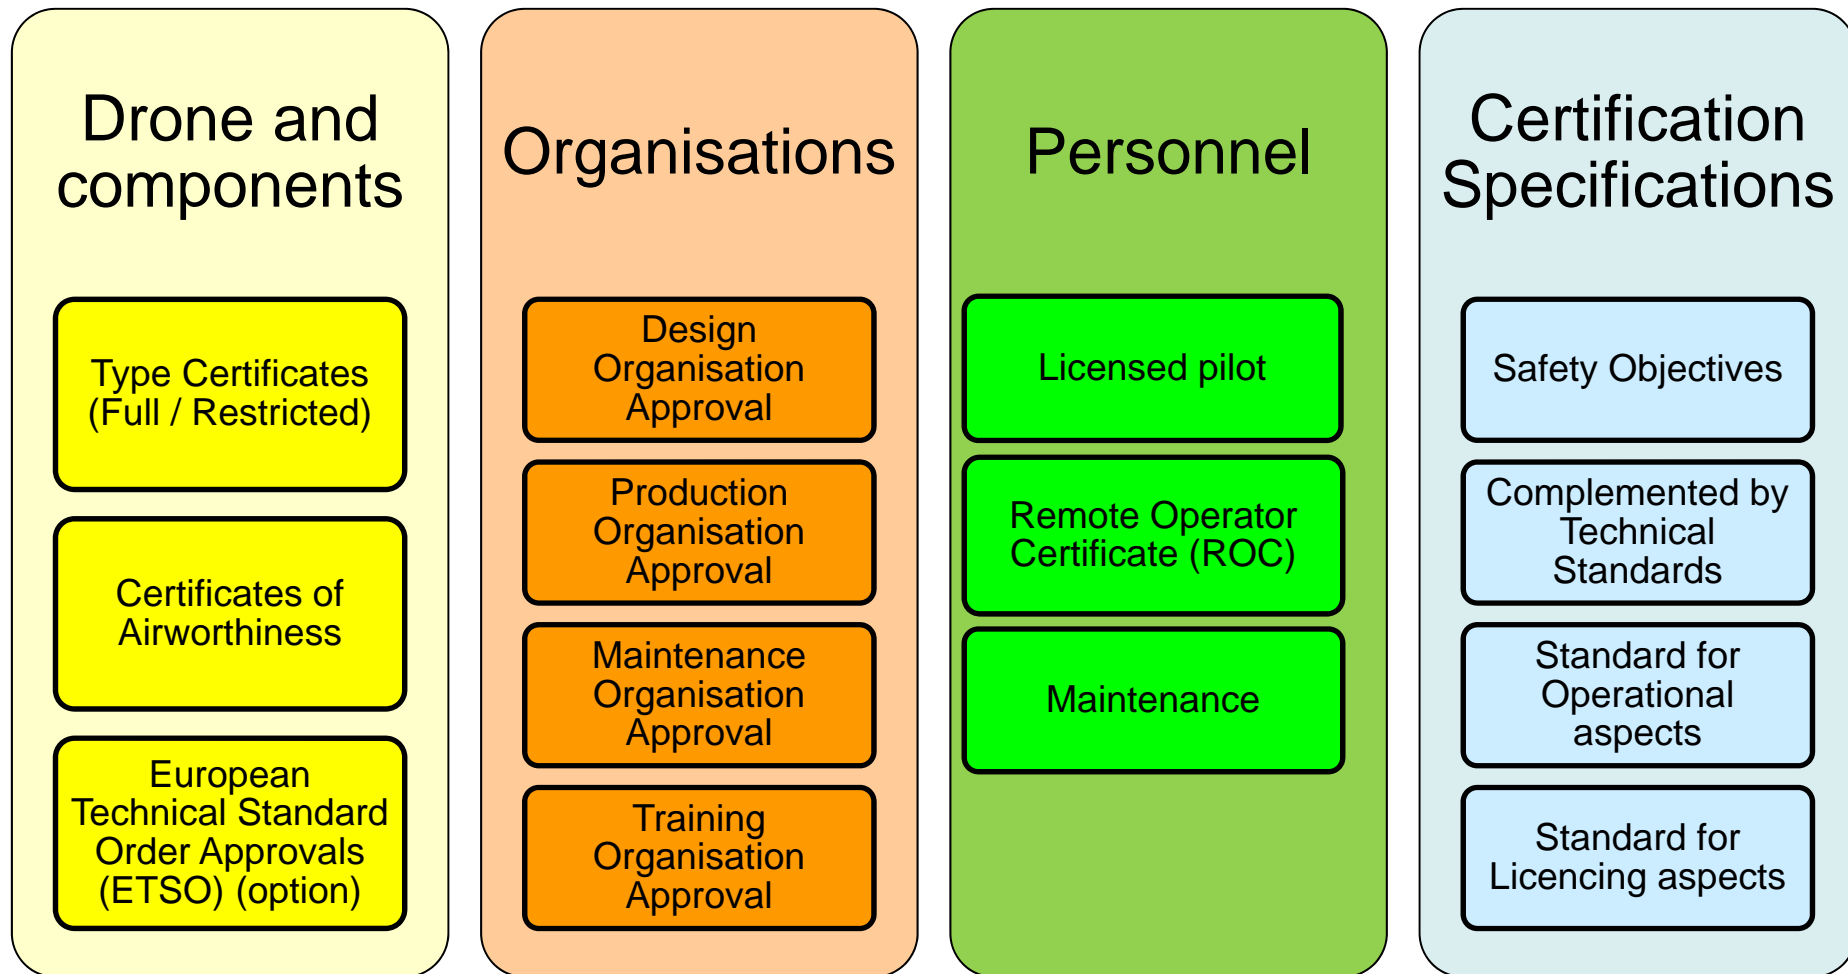 Drone and
components
Type Certificates
(Full / Restricted)
Certificates of
Airworthiness
European
Technical Standard
Order Approvals
(ETSO) (option)
Organisations
Design
Organisation
Approval
Production
Organisation
Approval
Maintenance
Organisation
Approval
Training
Organisation
Approval
Personnel
Licensed pilot
Remote Operator
Certificate (ROC)
Maintenance
Certification
Specifications
Safety Objectives
Complemented by
Technical
Standards
Standard for
Operational
aspects
Standard for
Licencing aspects